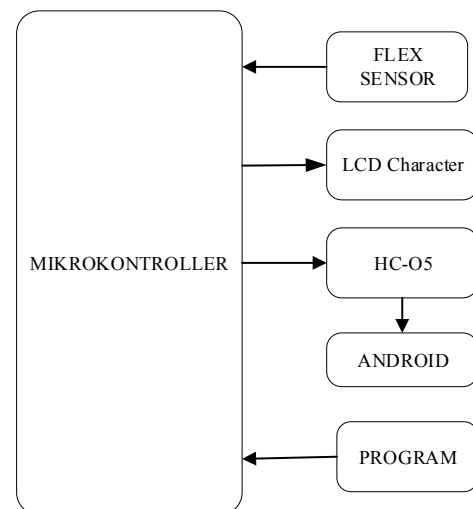 FLEX
SENSOR
LCD Character
MIKROKONTROLLER
HC-O5
ANDROID
PROGRAM